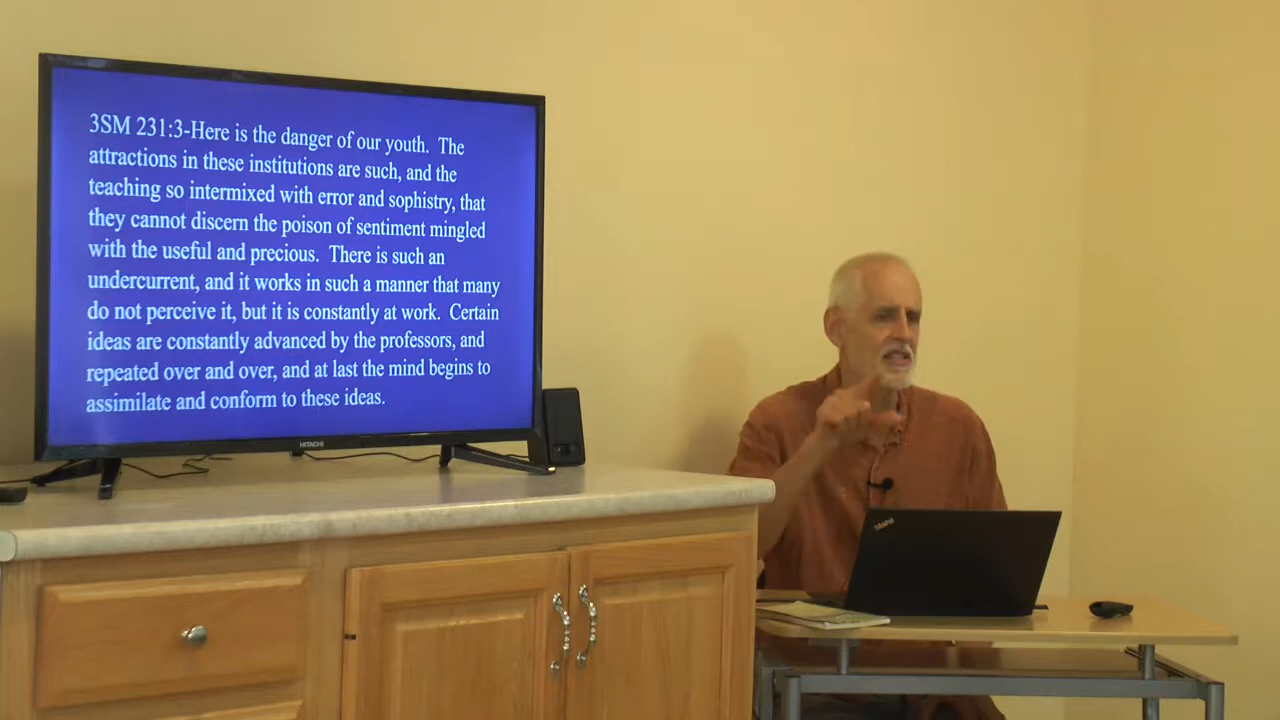 3SM 231:3-Here is the danger of our youth.  The
attractions in these institutions are such, and the
teaching so intermixed with error and sophistry, that
they cannot discern the poison of sentiment mingled
with the useful and precious.  There is such an
undercurrent, and it works in such a manner that many
do not perceive it, but it is constantly at work.  Certain
ideas are constantly advanced by the professors, and
repeated over and over, and at last the mind begins to
assimilate and conform to these ideas.
HITACHI